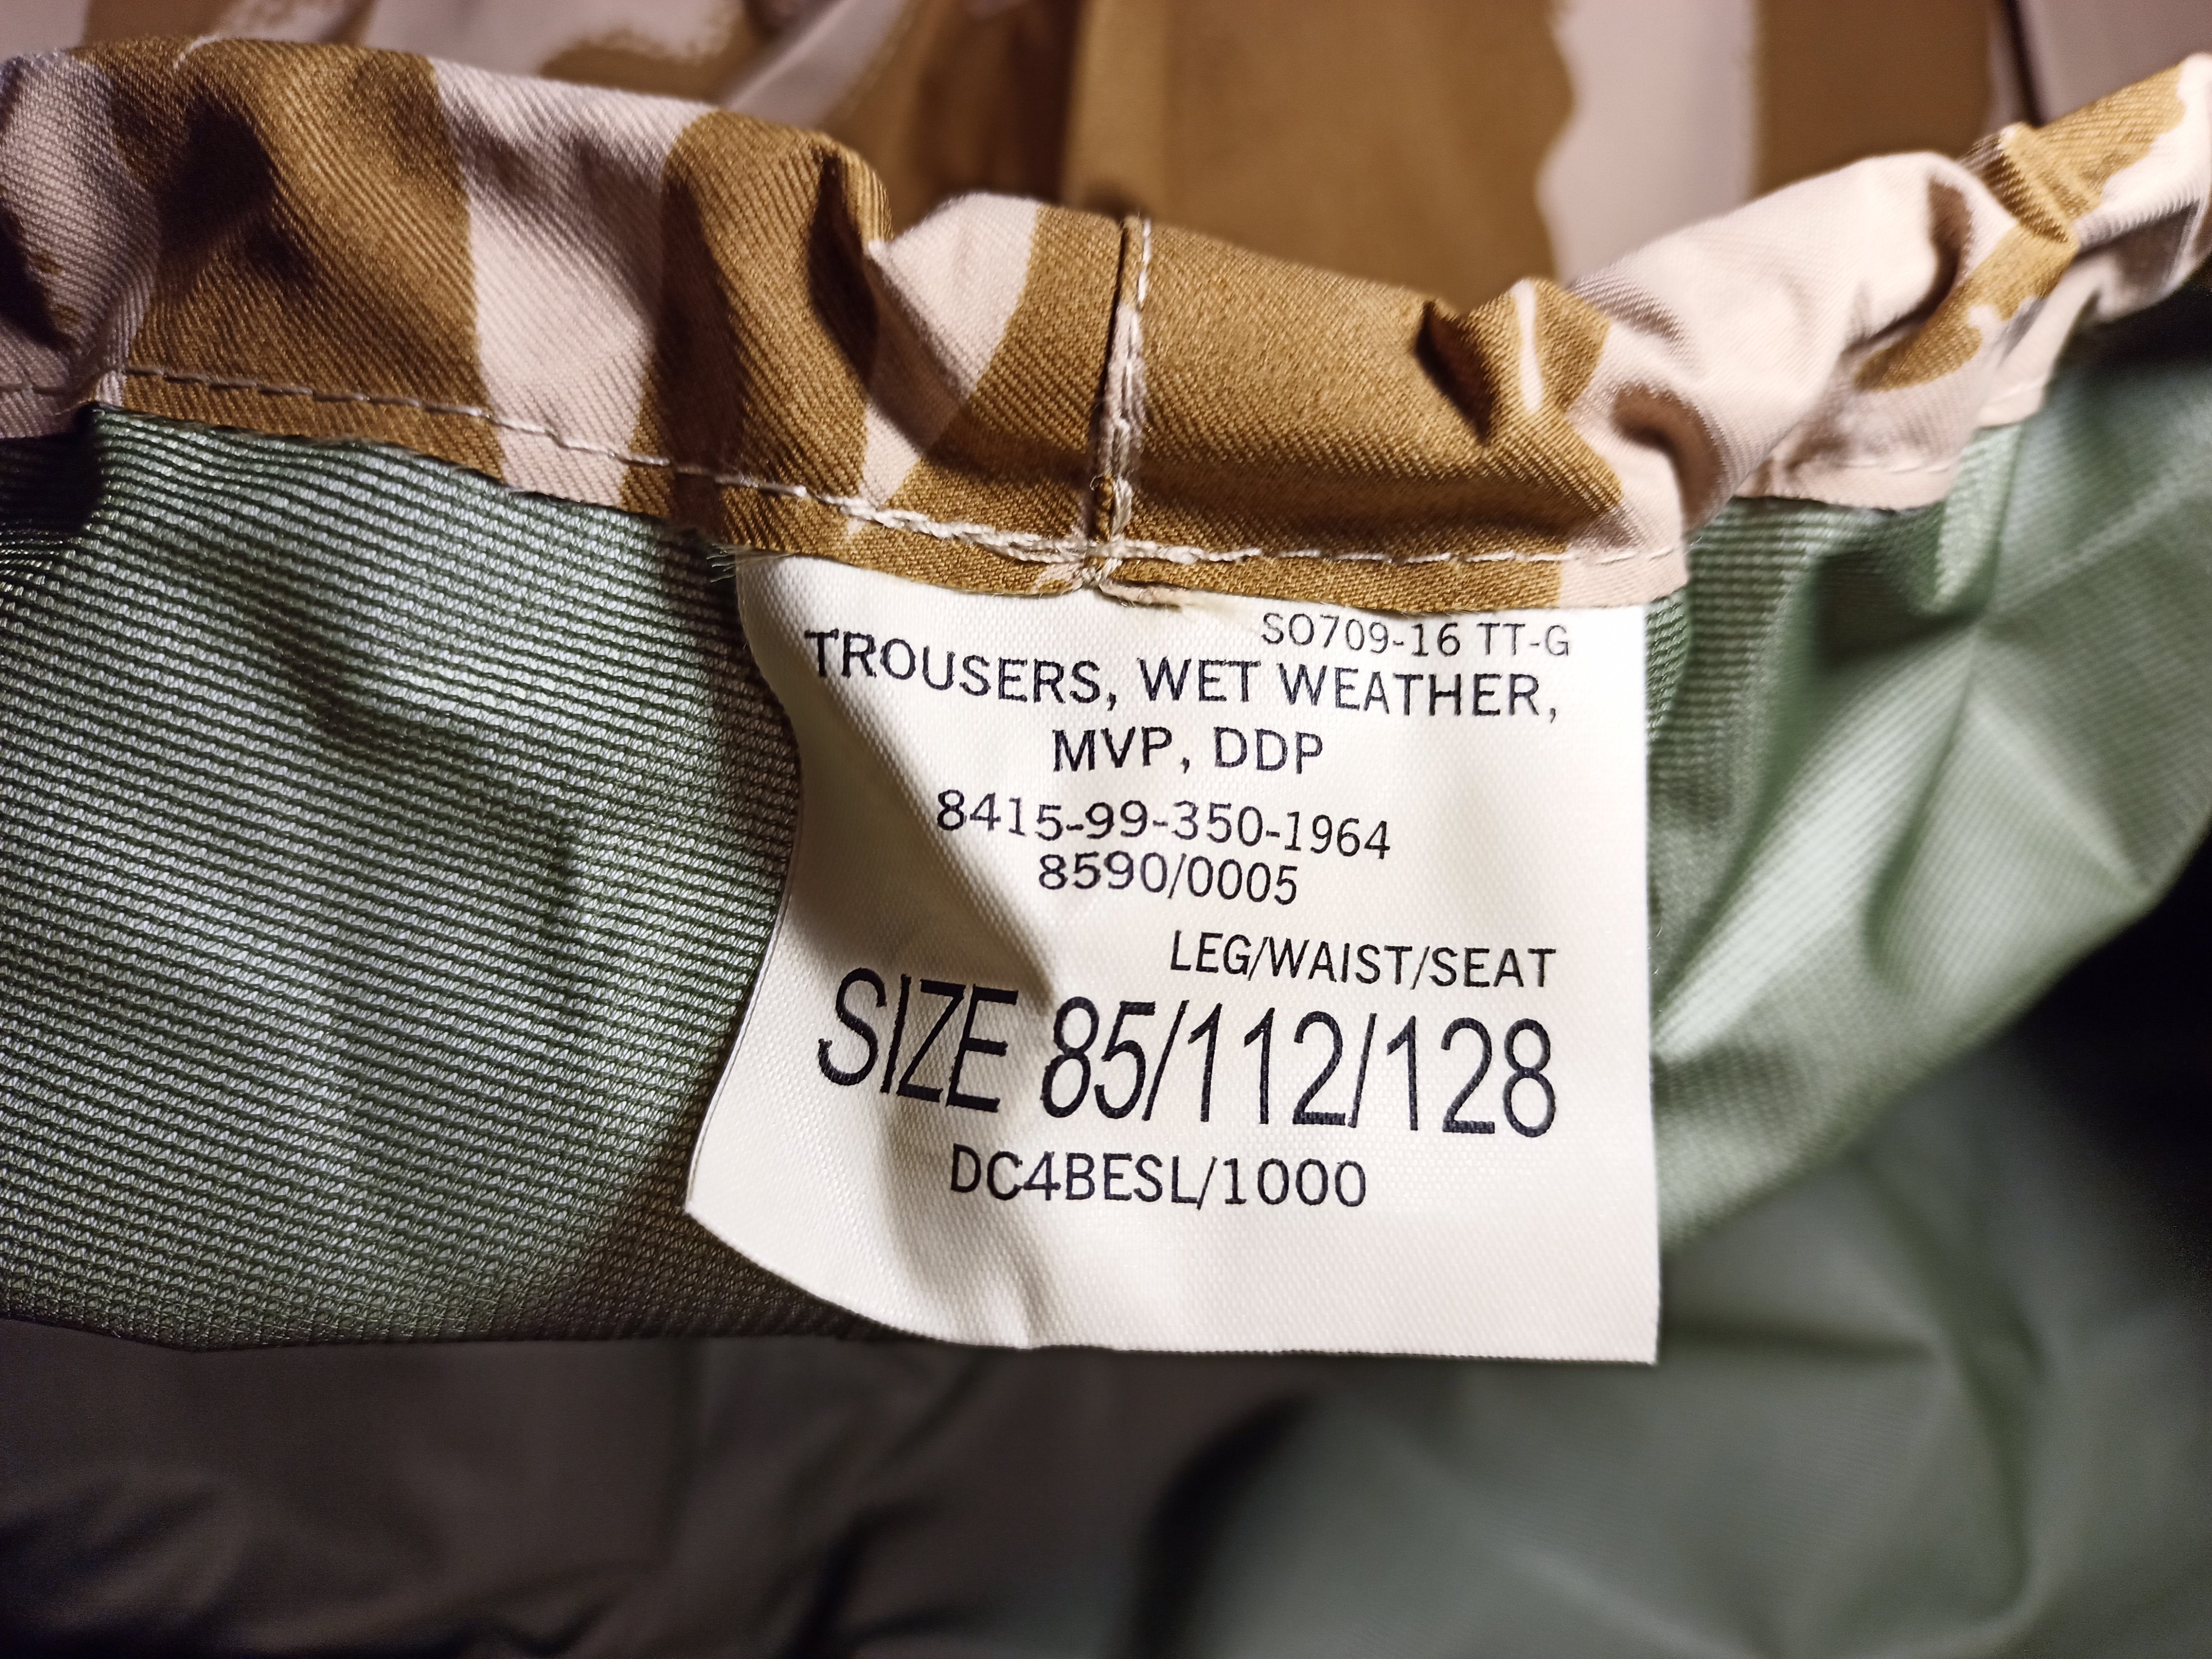 SO709-16 TT-G
TROUSERS, WET WEATHER,
MVP, DDP
8415-99-350-1964
8590/0005
LEG/WAIST/SEAT
SIZE 85/112/128
DC4BESL/1000